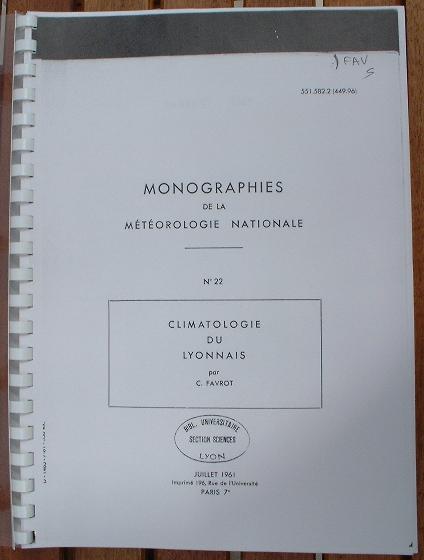 FAV
S
551.582.2 (449.96)
MONOGRAPHIES
DE LA
MÉTÉOROLOGIE NATIONALE
N° 22
CLIMATOLOGIE
DU
LYONNAIS
par
C. FAVROT
BIBL. UNIVERSITAIRE
SECTION SCIENCES
LYON
JUILLET 1961
Imprimé 196, Rue de l'Université
PARIS 7e